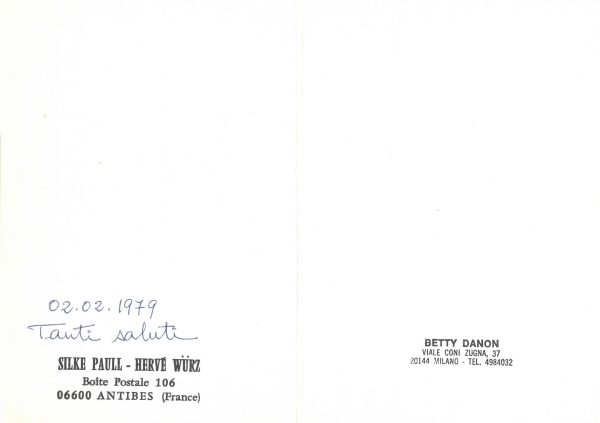 02.02.1979
Tanti saluti
SILKE PAULL - HERVÉ WÜRZ
Boîte Postale 106
06600 ANTIBES (France)
BETTY DANON
VIALE CONI ZUGNA, 37
20144 MILANO - TEL. 4984032